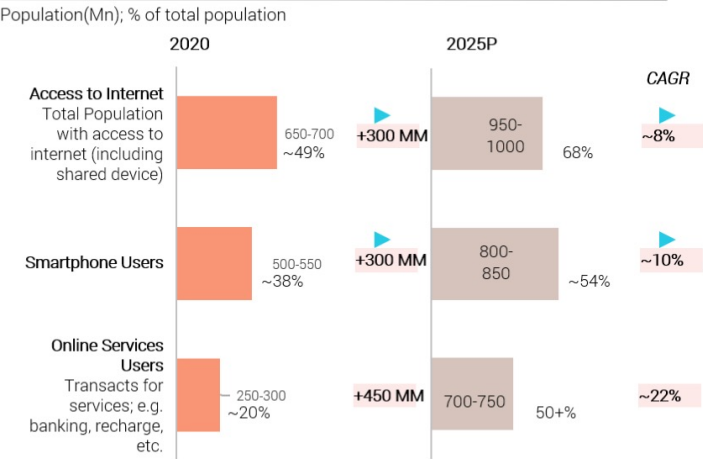 Population(Mn); % of total population
2020
2025P
CAGR
Access to Internet
Total Population
with access to
internet (including
shared device)
650-700
~49%
+300 MM
950-
1000
68%
~8%
Smartphone Users
500-550
~38%
+300 MM
800-
850
~54%
~10%
Online Services
Users
Transacts for
services; e.g.
banking, recharge,
etc.
250-300
~20%
+450 MM
700-750
50+%
~22%